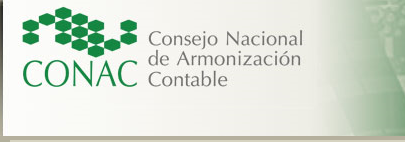 CONAC
Consejo Nacional
de Armonización
Contable